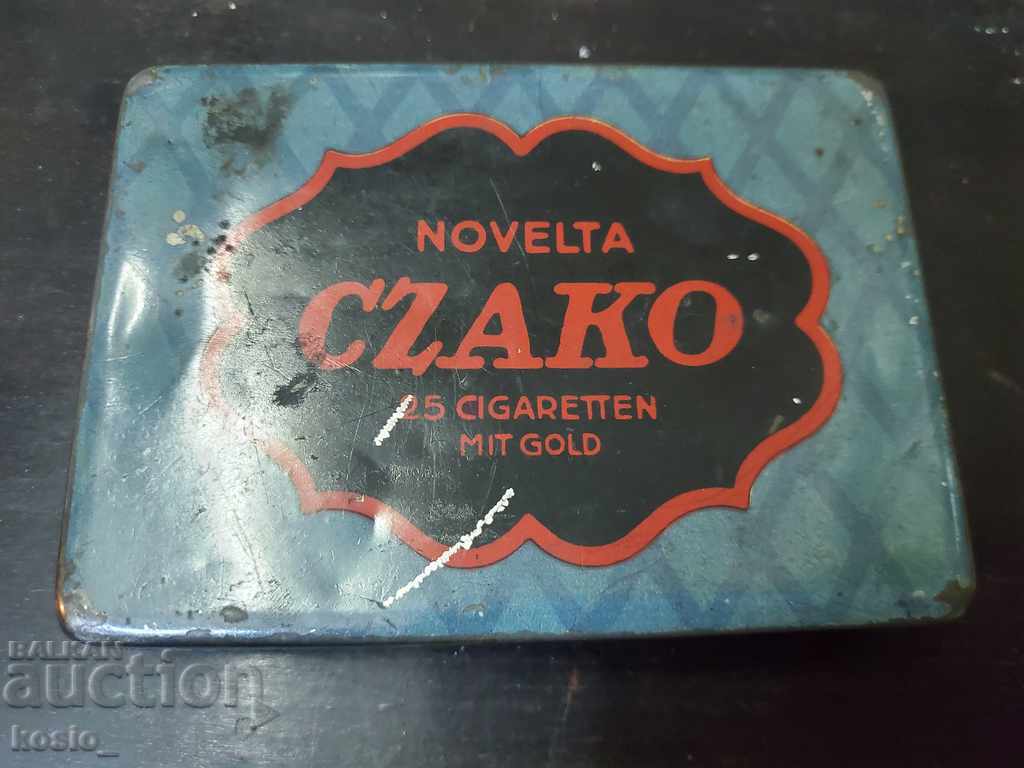 NOVELTA
CZAKO
25 CIGARETTEN
MIT GOLD
BALKAN
auction
kosio_